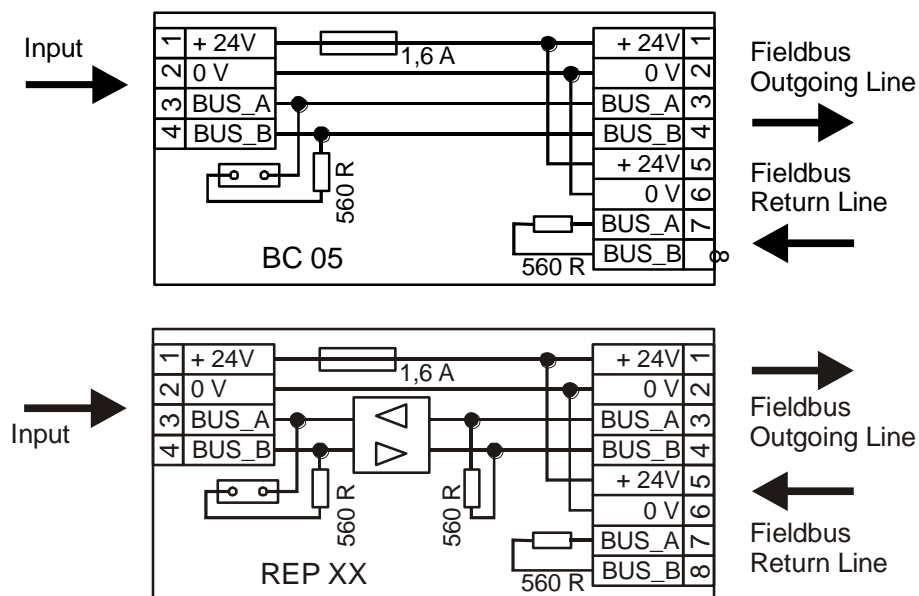 Input
1 + 24V
2 0 V
3 BUS_A
4 BUS_B
1,6 A
560 R
BC 05
560 R
+ 24V 1
0 V 2
BUS_A 3
BUS_B 4
+ 24V 5
0 V 6
BUS_A 7
BUS_B 8
Fieldbus
Outgoing Line
Fieldbus
Return Line
Input
1 + 24V
2 0 V
3 BUS_A
4 BUS_B
1,6 A
560 R
560 R
REP XX
560 R
+ 24V 1
0 V 2
BUS_A 3
BUS_B 4
+ 24V 5
0 V 6
BUS_A 7
BUS_B 8
Fieldbus
Outgoing Line
Fieldbus
Return Line